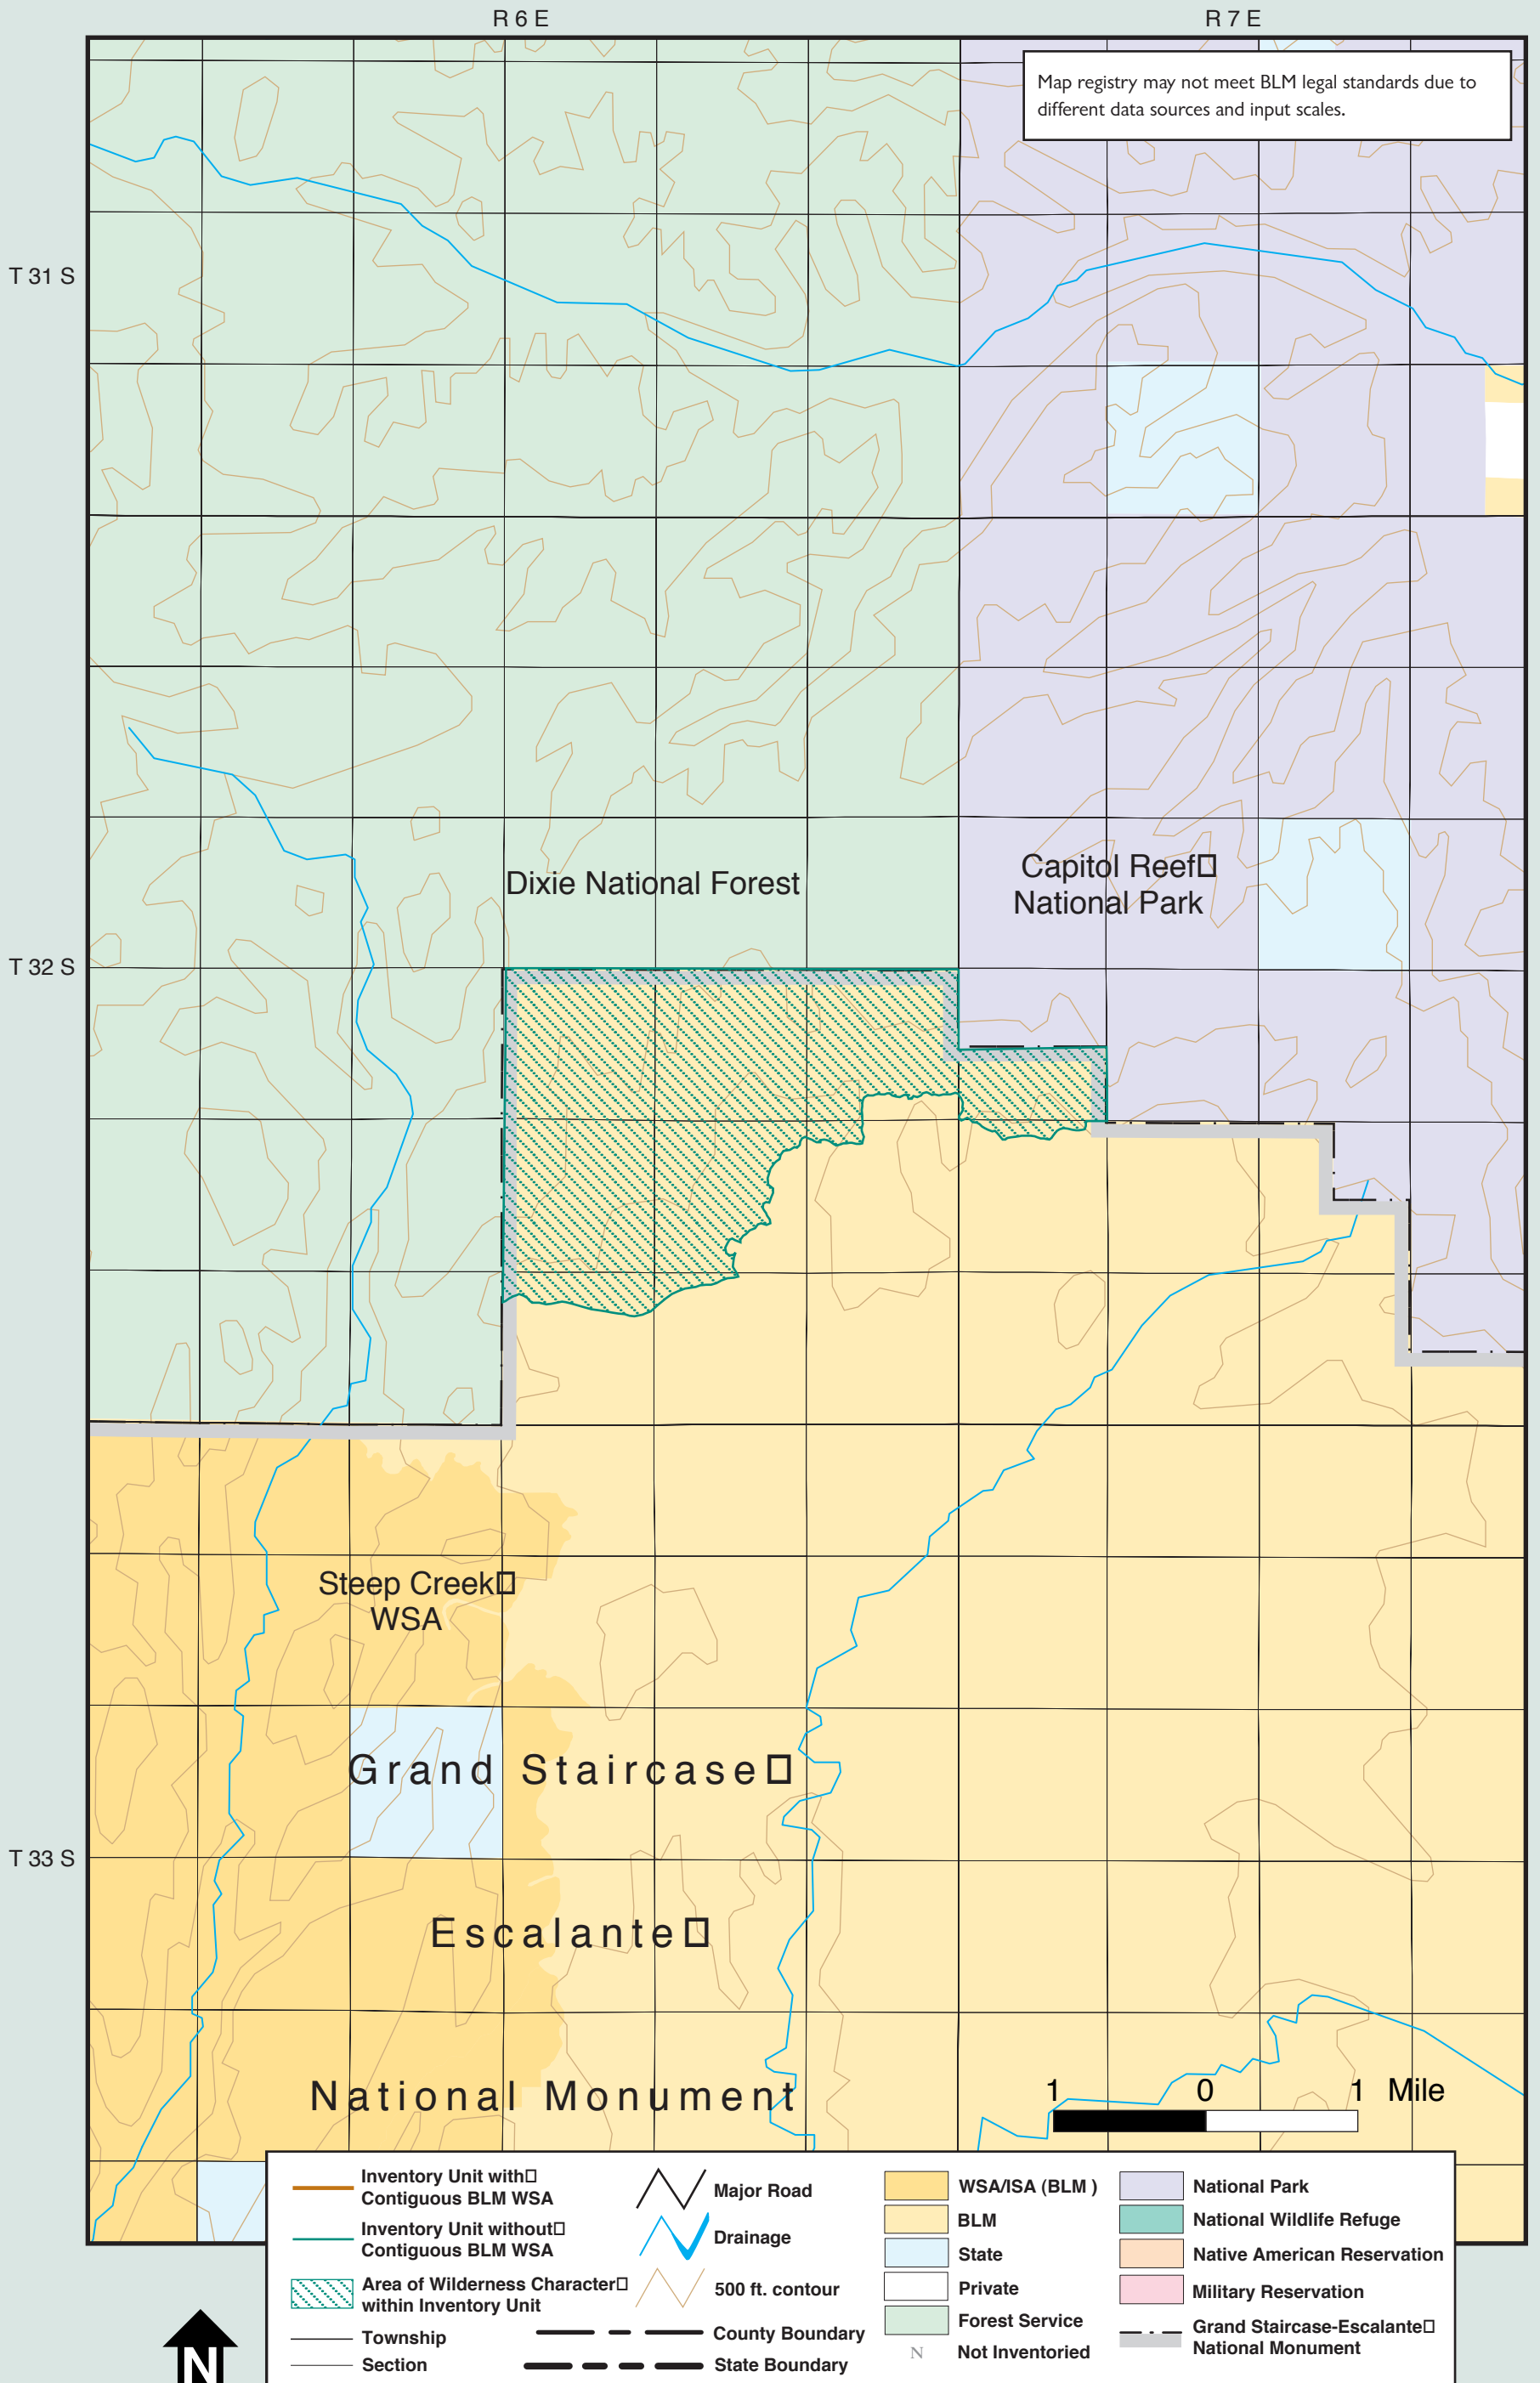 R 6 E
R 7 E
Map registry may not meet BLM legal standards due to
different data sources and input scales.
T 31 S
Dixie National Forest
Capitol Reef
National Park
T 32 S
Steep Creek
WSA
Grand Staircase
T 33 S
Escalante
National Monument
1 0 1 Mile
Inventory Unit with
Contiguous BLM WSA
Inventory Unit without
Contiguous BLM WSA
Area of Wilderness Character
within Inventory Unit
Township
Section
Major Road
Drainage
500 ft. contour
County Boundary
State Boundary
WSA/ISA (BLM )
BLM
State
Private
Forest Service
N Not Inventoried
National Park
National Wildlife Refuge
Native American Reservation
Military Reservation
Grand Staircase-Escalante
National Monument
N